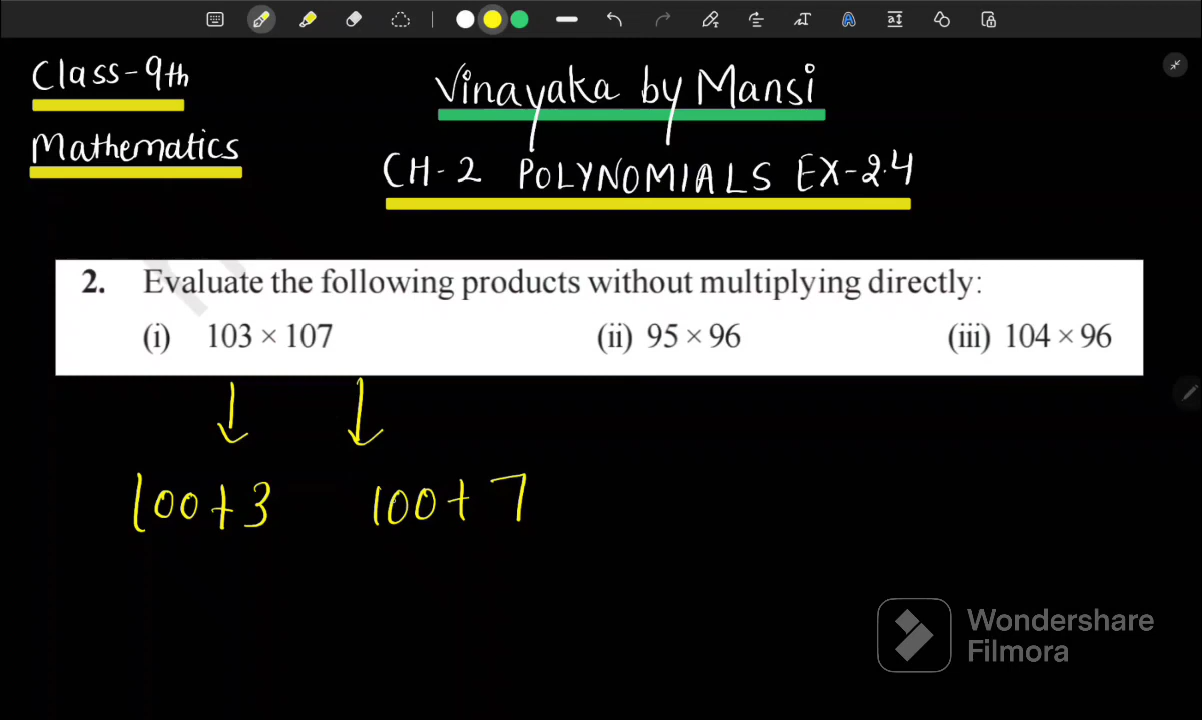 Class-9th
Vinayaka by Mansi
Mathematics
CH-2 POLYNOMIALS EX-2.4
2. Evaluate the following products without multiplying directly:
(i) 103 × 107 (ii) 95 × 96 (iii) 104 × 96
100+3 100+7
Wondershare
Filmora